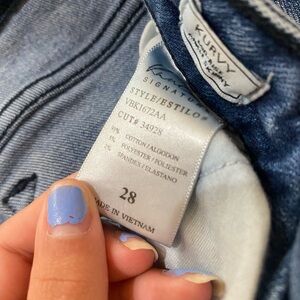 SIGNATURE
STYLE/ESTILO#
VBK1672AA
CUT# 34928
COTTON/ALGODON
POLYESTER/POLIESTER
SPANDEX/ELASTANO
28
MADE IN VIETNAM
KURVY